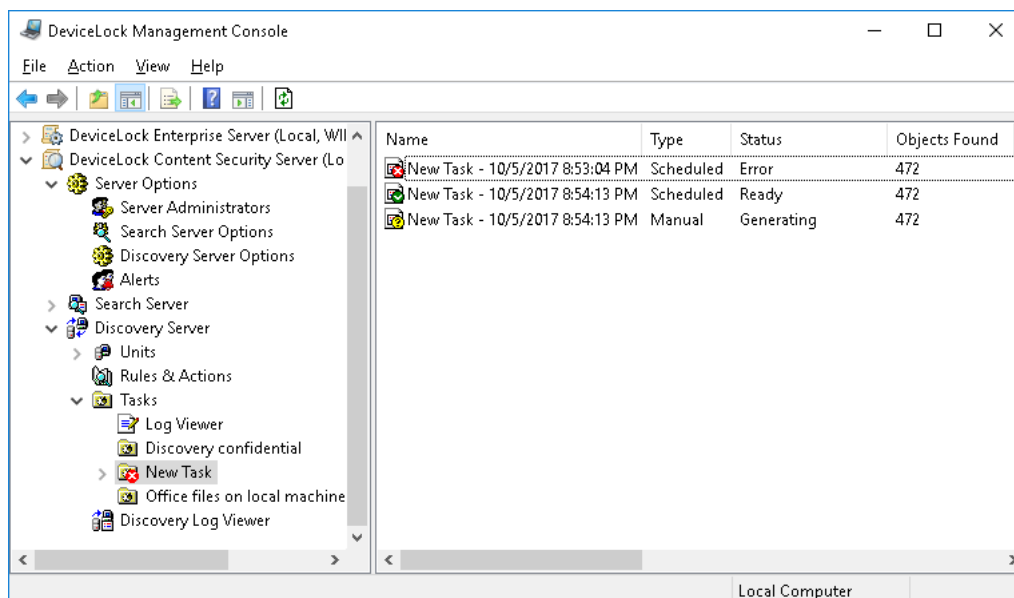 DeviceLock Management Console
File Action View Help
DeviceLock Enterprise Server (Local, WII
DeviceLock Content Security Server (Lo
Server Options
Server Administrators
Search Server Options
Discovery Server Options
Alerts
Search Server
Discovery Server
Units
Rules & Actions
Tasks
Log Viewer
Discovery confidential
New Task
Office files on local machine
Discovery Log Viewer
Name Type Status Objects Found
New Task - 10/5/2017 8:53:04 PM Scheduled Error 472
New Task - 10/5/2017 8:54:13 PM Scheduled Ready 472
New Task - 10/5/2017 8:54:13 PM Manual Generating 472
Local Computer